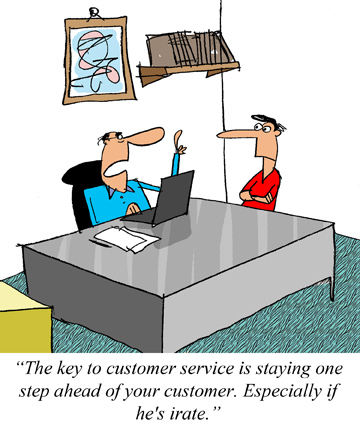 “The key to customer service is staying one
step ahead of your customer. Especially if
he's irate.”